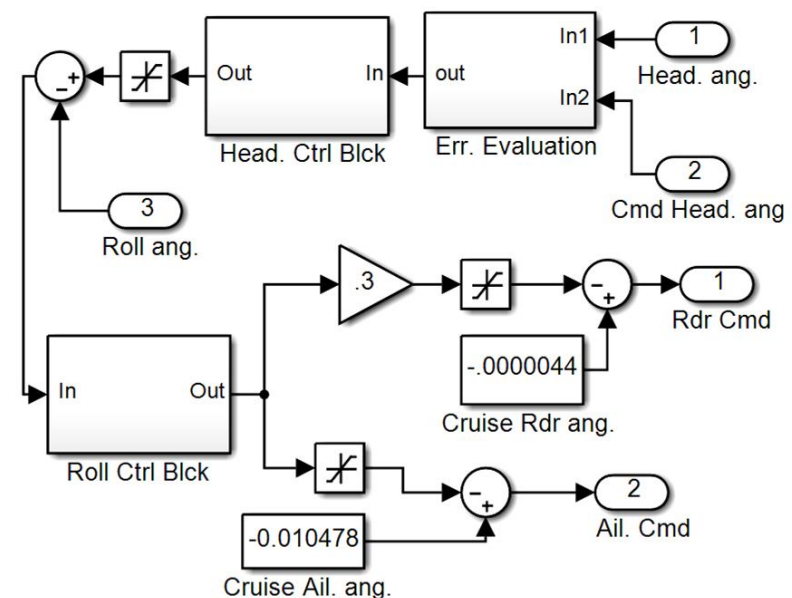 In1
1
Out
In
out
Head. ang.
In2
Head. Ctrl Blck
Err. Evaluation
2
Cmd Head. ang
3
Roll ang.
.3
1
Rdr Cmd
-.0000044
In
Out
Cruise Rdr ang.
Roll Ctrl Blck
2
Ail. Cmd
-0.010478
Cruise Ail. ang.